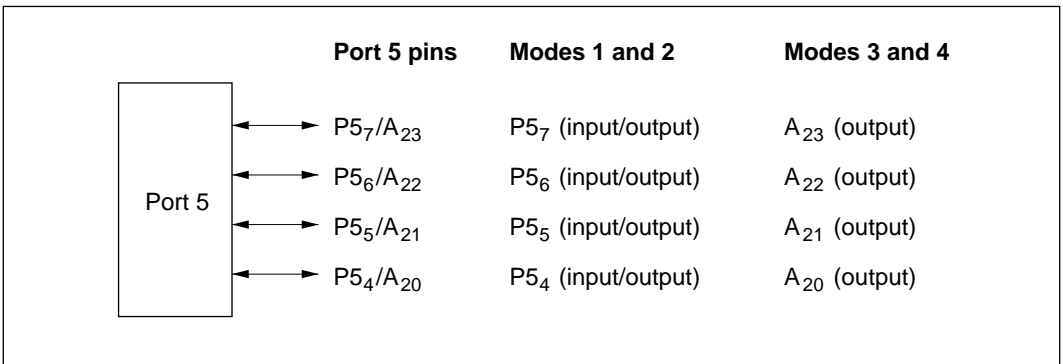 Port 5 pins Modes 1 and 2 Modes 3 and 4
P5₇/A₂₃ P5₇ (input/output) A₂₃ (output)
P5₆/A₂₂ P5₆ (input/output) A₂₂ (output)
Port 5
P5₅/A₂₁ P5₅ (input/output) A₂₁ (output)
P5₄/A₂₀ P5₄ (input/output) A₂₀ (output)